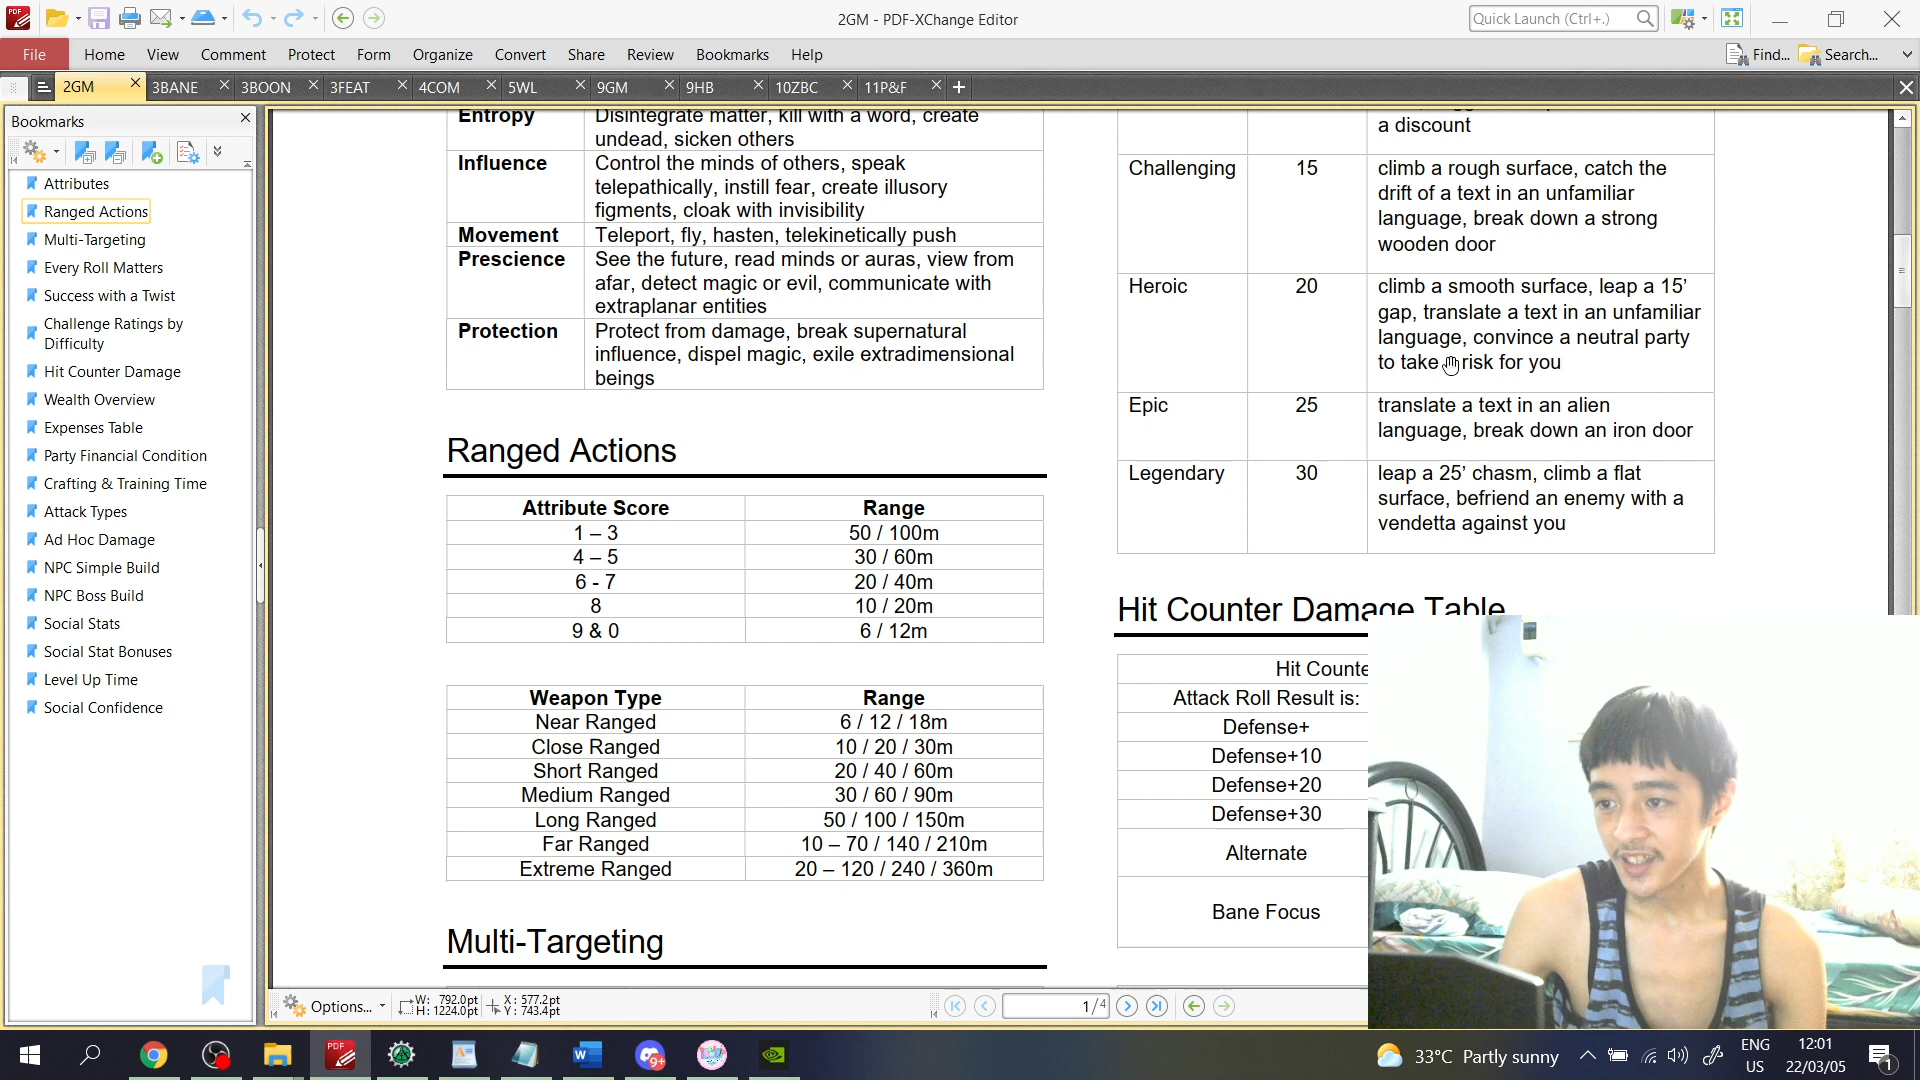 2GM - PDF-XChange Editor
Quick Launch (Ctrl+.)
File
Home
View
Comment
Protect
Form
Organize
Convert
Share
Review
Bookmarks
Help
Find...
Search...
2GM
3BANE
3BOON
3FEAT
4COM
5WL
9GM
9HB
10ZBC
11P&F
Bookmarks
Attributes
Ranged Actions
Multi-Targeting
Every Roll Matters
Success with a Twist
Challenge Ratings by
Difficulty
Hit Counter Damage
Wealth Overview
Expenses Table
Party Financial Condition
Crafting & Training Time
Attack Types
Ad Hoc Damage
NPC Simple Build
NPC Boss Build
Social Stats
Social Stat Bonuses
Level Up Time
Social Confidence
Entropy
Disintegrate matter, kill with a word, create
undead, sicken others
Influence
Control the minds of others, speak
telepathically, instill fear, create illusory
figments, cloak with invisibility
Movement
Teleport, fly, hasten, telekinetically push
Prescience
See the future, read minds or auras, view from
afar, detect magic or evil, communicate with
extraplanar entities
Protection
Protect from damage, break supernatural
influence, dispel magic, exile extradimensional
beings
Ranged Actions
Attribute Score Range
1 – 3 50 / 100m
4 – 5 30 / 60m
6 - 7 20 / 40m
8 10 / 20m
9 & 0 6 / 12m
Weapon Type Range
Near Ranged 6 / 12 / 18m
Close Ranged 10 / 20 / 30m
Short Ranged 20 / 40 / 60m
Medium Ranged 30 / 60 / 90m
Long Ranged 50 / 100 / 150m
Far Ranged 10 – 70 / 140 / 210m
Extreme Ranged 20 – 120 / 240 / 360m
Multi-Targeting
a discount
Challenging 15 climb a rough surface, catch the
drift of a text in an unfamiliar
language, break down a strong
wooden door
Heroic 20 climb a smooth surface, leap a 15’
gap, translate a text in an unfamiliar
language, convince a neutral party
to take risk for you
Epic 25 translate a text in an alien
language, break down an iron door
Legendary 30 leap a 25’ chasm, climb a flat
surface, befriend an enemy with a
vendetta against you
Hit Counter Damage Table
Hit Counte
Attack Roll Result is:
Defense+
Defense+10
Defense+20
Defense+30
Alternate
Bane Focus
Options...
W: 792.0pt
H: 1224.0pt
X: 577.2pt
Y: 743.4pt
1/4
33°C Partly sunny
ENG
US
12:01
22/03/05
9+
1